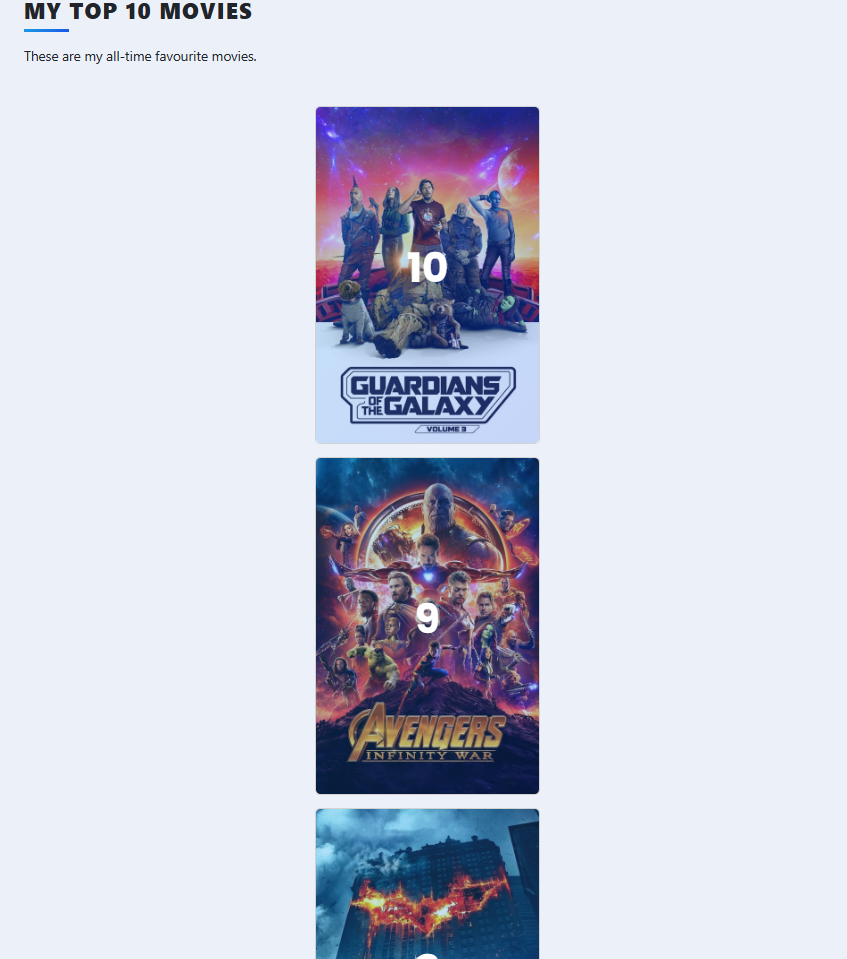 MY TOP 10 MOVIES
These are my all-time favourite movies.
10
GUARDIANS
OF THE GALAXY
VOLUME 3
9
AVENGERS
INFINITY WAR